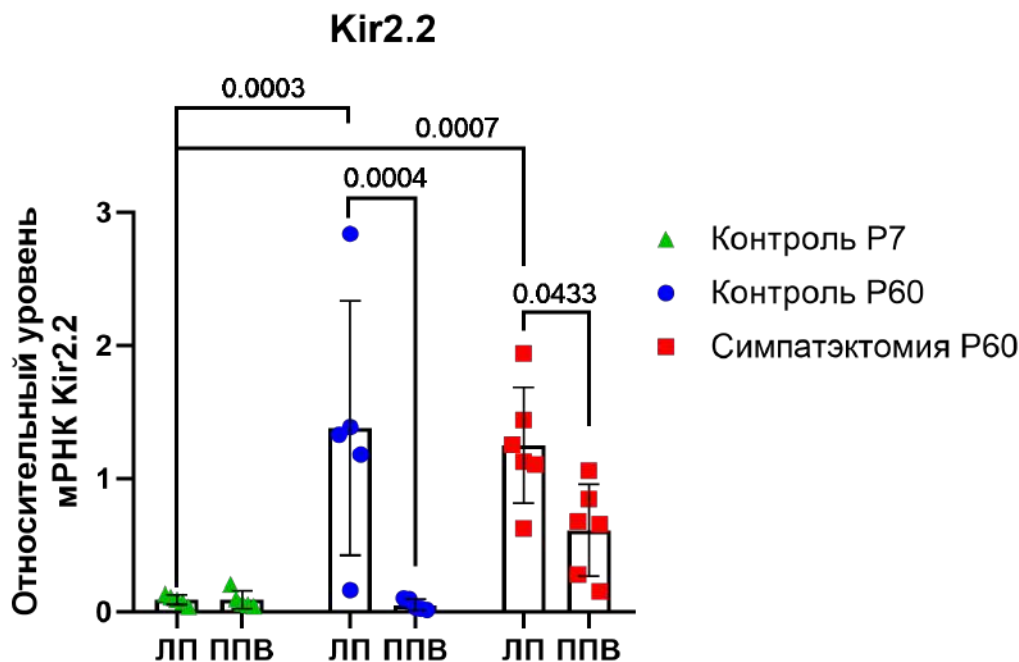 Kir2.2
0.0003
0.0007
0.0004
0.0433
Относительный уровень
мРНК Kir2.2
3
2
1
0
ЛП ППВ ЛП ППВ ЛП ППВ
Контроль P7
Контроль P60
Симпатэктомия P60